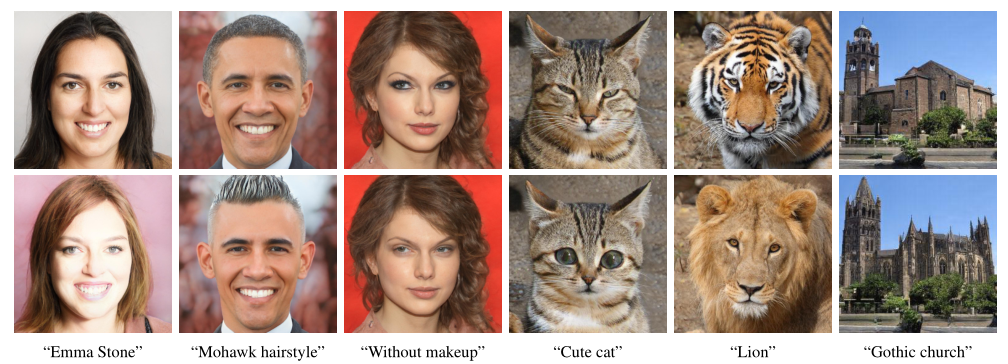 “Emma Stone” “Mohawk hairstyle” “Without makeup” “Cute cat” “Lion” “Gothic church”